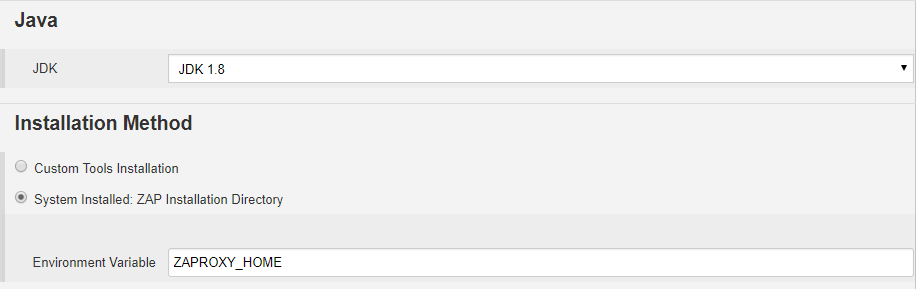 Java
JDK
JDK 1.8
Installation Method
Custom Tools Installation
System Installed: ZAP Installation Directory
Environment Variable
ZAPROXY_HOME